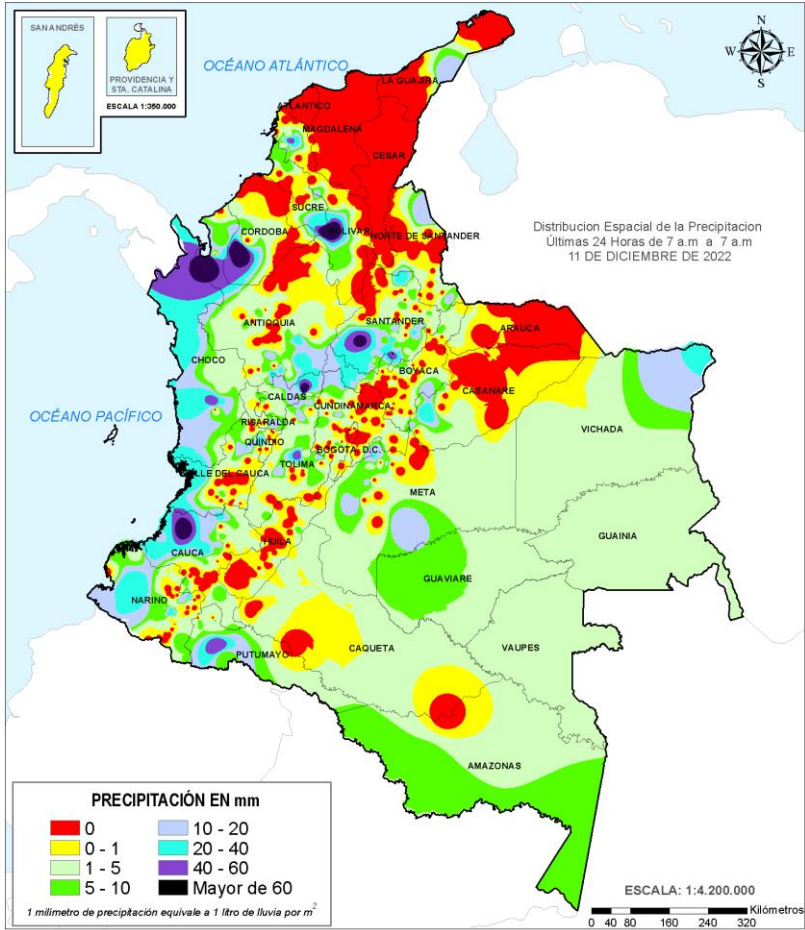 SAN ANDRÉS
PROVIDENCIA Y
STA. CATALINA
ESCALA 1:350.000
OCÉANO ATLÁNTICO
N
W
E
S
LA GUAJIRA
ATLANTICO
MAGDALENA
CESAR
SUCRE
CORDOBA
BOLIVAR
NORTE DE SANTANDER
Distribucion Espacial de la Precipitacion
Últimas 24 Horas de 7 a.m a 7 a.m
11 DE DICIEMBRE DE 2022
ANTIOQUIA
SANTANDER
ARAUCA
CHOCO
BOYACA
CASANARE
CALDAS
CUNDINAMARCA
OCÉANO PACÍFICO
RISARALDA
VICHADA
QUINDIO
BOGOTA D.C.
TOLIMA
VALLE DEL CAUCA
META
GUAINIA
HUILA
CAUCA
GUAVIARE
NARINO
CAQUETA
VAUPES
PUTUMAYO
AMAZONAS
PRECIPITACIÓN EN mm
0
10 - 20
0 - 1
20 - 40
1 - 5
40 - 60
5 - 10
Mayor de 60
1 milimetro de precipitación equivale a 1 litro de lluvia por m2
ESCALA: 1:4.200.000
Kilómetros
0 40 80 160 240 320